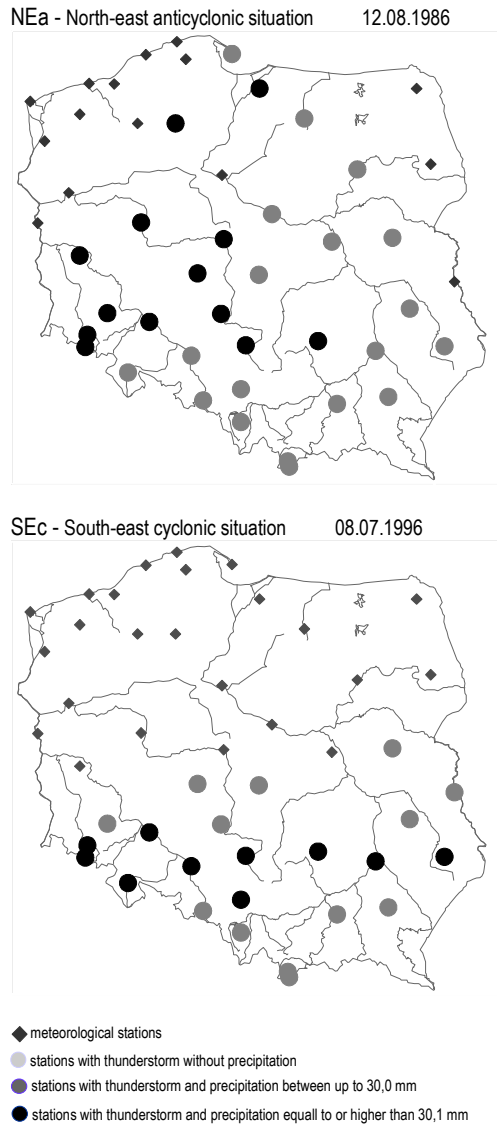 NEa - North-east anticyclonic situation 12.08.1986
SEc - South-east cyclonic situation 08.07.1996
meteorological stations
stations with thunderstorm without precipitation
stations with thunderstorm and precipitation between up to 30,0 mm
stations with thunderstorm and precipitation equall to or higher than 30,1 mm